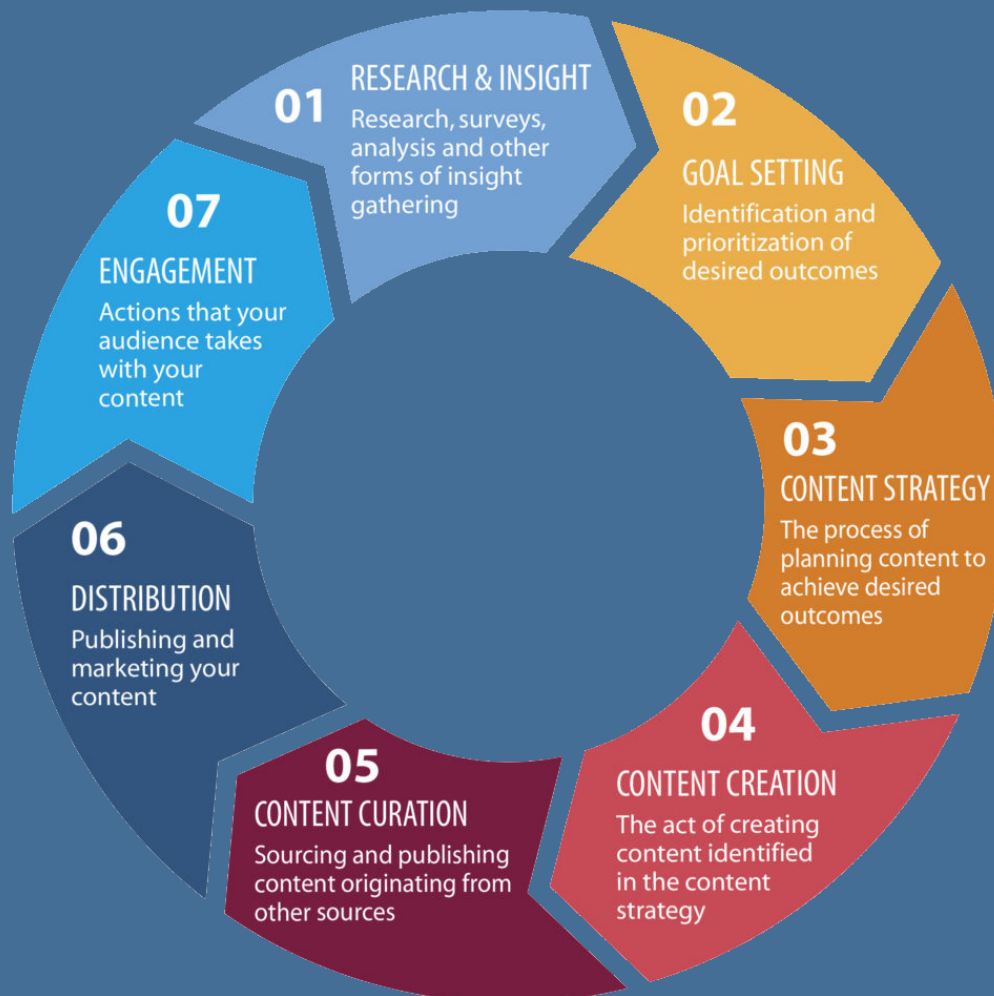 01
RESEARCH & INSIGHT
Research, surveys,
analysis and other
forms of insight
gathering
02
GOAL SETTING
Identification and
prioritization of
desired outcomes
03
CONTENT STRATEGY
The process of
planning content to
achieve desired
outcomes
04
CONTENT CREATION
The act of creating
content identified
in the content
strategy
05
CONTENT CURATION
Sourcing and publishing
content originating from
other sources
06
DISTRIBUTION
Publishing and
marketing your
content
07
ENGAGEMENT
Actions that your
audience takes
with your
content